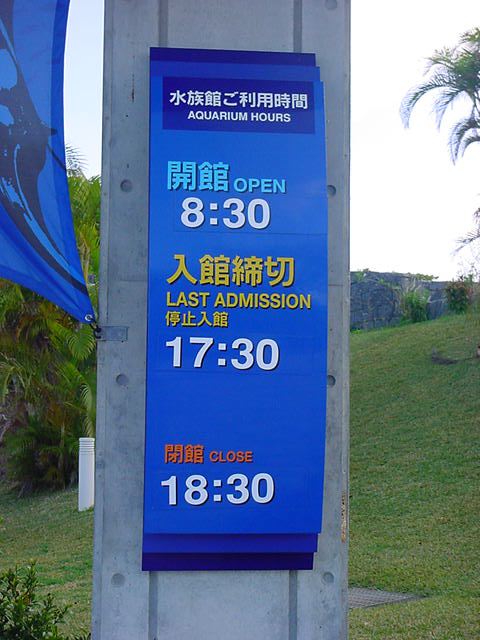 水族館ご利用時間
AQUARIUM HOURS
開館 OPEN
8:30
入館締切
LAST ADMISSION
停止入館
17:30
閉館 CLOSE
18:30